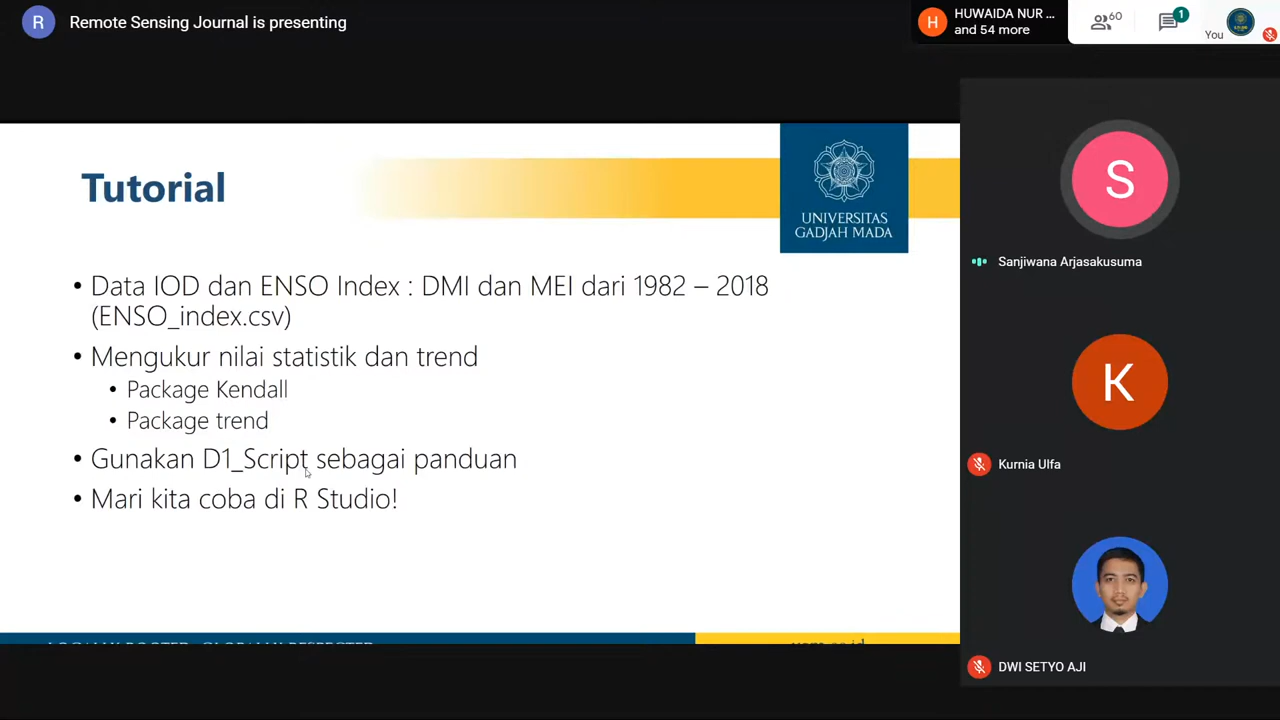 R
Remote Sensing Journal is presenting
H
HUWAIDA NUR ...
and 54 more
60
1
You
Tutorial
UNIVERSITAS
GADJAH MADA
• Data IOD dan ENSO Index : DMI dan MEI dari 1982 – 2018
(ENSO_index.csv)
• Mengukur nilai statistik dan trend
• Package Kendall
• Package trend
• Gunakan D1_Script sebagai panduan
• Mari kita coba di R Studio!
S
Sanjiwana Arjasakusuma
K
Kurnia Ulfa
DWI SETYO AJI